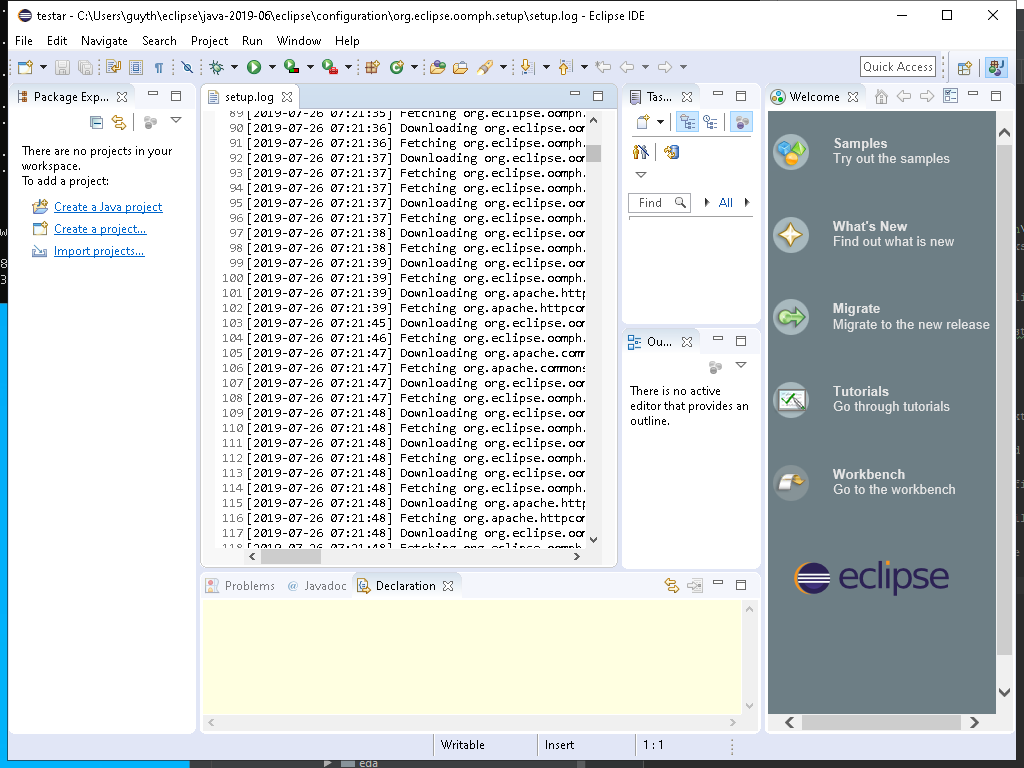 testar - C:\Users\guyth\eclipse\java-2019-06\eclipse\configuration\org.eclipse.oomph.setup\setup.log - Eclipse IDE
File Edit Navigate Search Project Run Window Help
Quick Access
Package Exp...
There are no projects in your
workspace.
To add a project:
Create a Java project
Create a project...
Import projects...
setup.log
89 [2019-07-26 07:21:35] Fetching org.eclipse.oomph.
90 [2019-07-26 07:21:36] Downloading org.eclipse.oor
91 [2019-07-26 07:21:36] Fetching org.eclipse.oomph.
92 [2019-07-26 07:21:37] Downloading org.eclipse.oor
93 [2019-07-26 07:21:37] Fetching org.eclipse.oomph.
94 [2019-07-26 07:21:37] Fetching org.eclipse.oomph.
95 [2019-07-26 07:21:37] Downloading org.eclipse.oor
96 [2019-07-26 07:21:37] Fetching org.eclipse.oomph.
97 [2019-07-26 07:21:38] Downloading org.eclipse.oor
98 [2019-07-26 07:21:38] Fetching org.eclipse.oomph.
99 [2019-07-26 07:21:39] Downloading org.eclipse.oor
100 [2019-07-26 07:21:39] Fetching org.eclipse.oomph.
101 [2019-07-26 07:21:39] Downloading org.apache.http
102 [2019-07-26 07:21:39] Fetching org.apache.httpcor
103 [2019-07-26 07:21:45] Downloading org.eclipse.oor
104 [2019-07-26 07:21:46] Fetching org.eclipse.oomph.
105 [2019-07-26 07:21:47] Downloading org.apache.comr
106 [2019-07-26 07:21:47] Fetching org.apache.commons
107 [2019-07-26 07:21:47] Downloading org.eclipse.oor
108 [2019-07-26 07:21:47] Fetching org.eclipse.oomph.
109 [2019-07-26 07:21:48] Downloading org.eclipse.oor
110 [2019-07-26 07:21:48] Fetching org.eclipse.oomph.
111 [2019-07-26 07:21:48] Downloading org.eclipse.oor
112 [2019-07-26 07:21:48] Fetching org.eclipse.oomph.
113 [2019-07-26 07:21:48] Downloading org.eclipse.oor
114 [2019-07-26 07:21:48] Fetching org.eclipse.oomph.
115 [2019-07-26 07:21:48] Downloading org.apache.http
116 [2019-07-26 07:21:48] Fetching org.apache.httpcor
117 [2019-07-26 07:21:48] Downloading org.eclipse.oor
118 [2019-07-26 07:21:48] Fetching org.eclipse.oomph.
Tas...
Find
All
Ou...
There is no active
editor that provides an
outline.
Welcome
Samples
Try out the samples
What's New
Find out what is new
Migrate
Migrate to the new release
Tutorials
Go through tutorials
Workbench
Go to the workbench
eclipse
Problems @ Javadoc Declaration
Writable Insert 1 : 1
eda